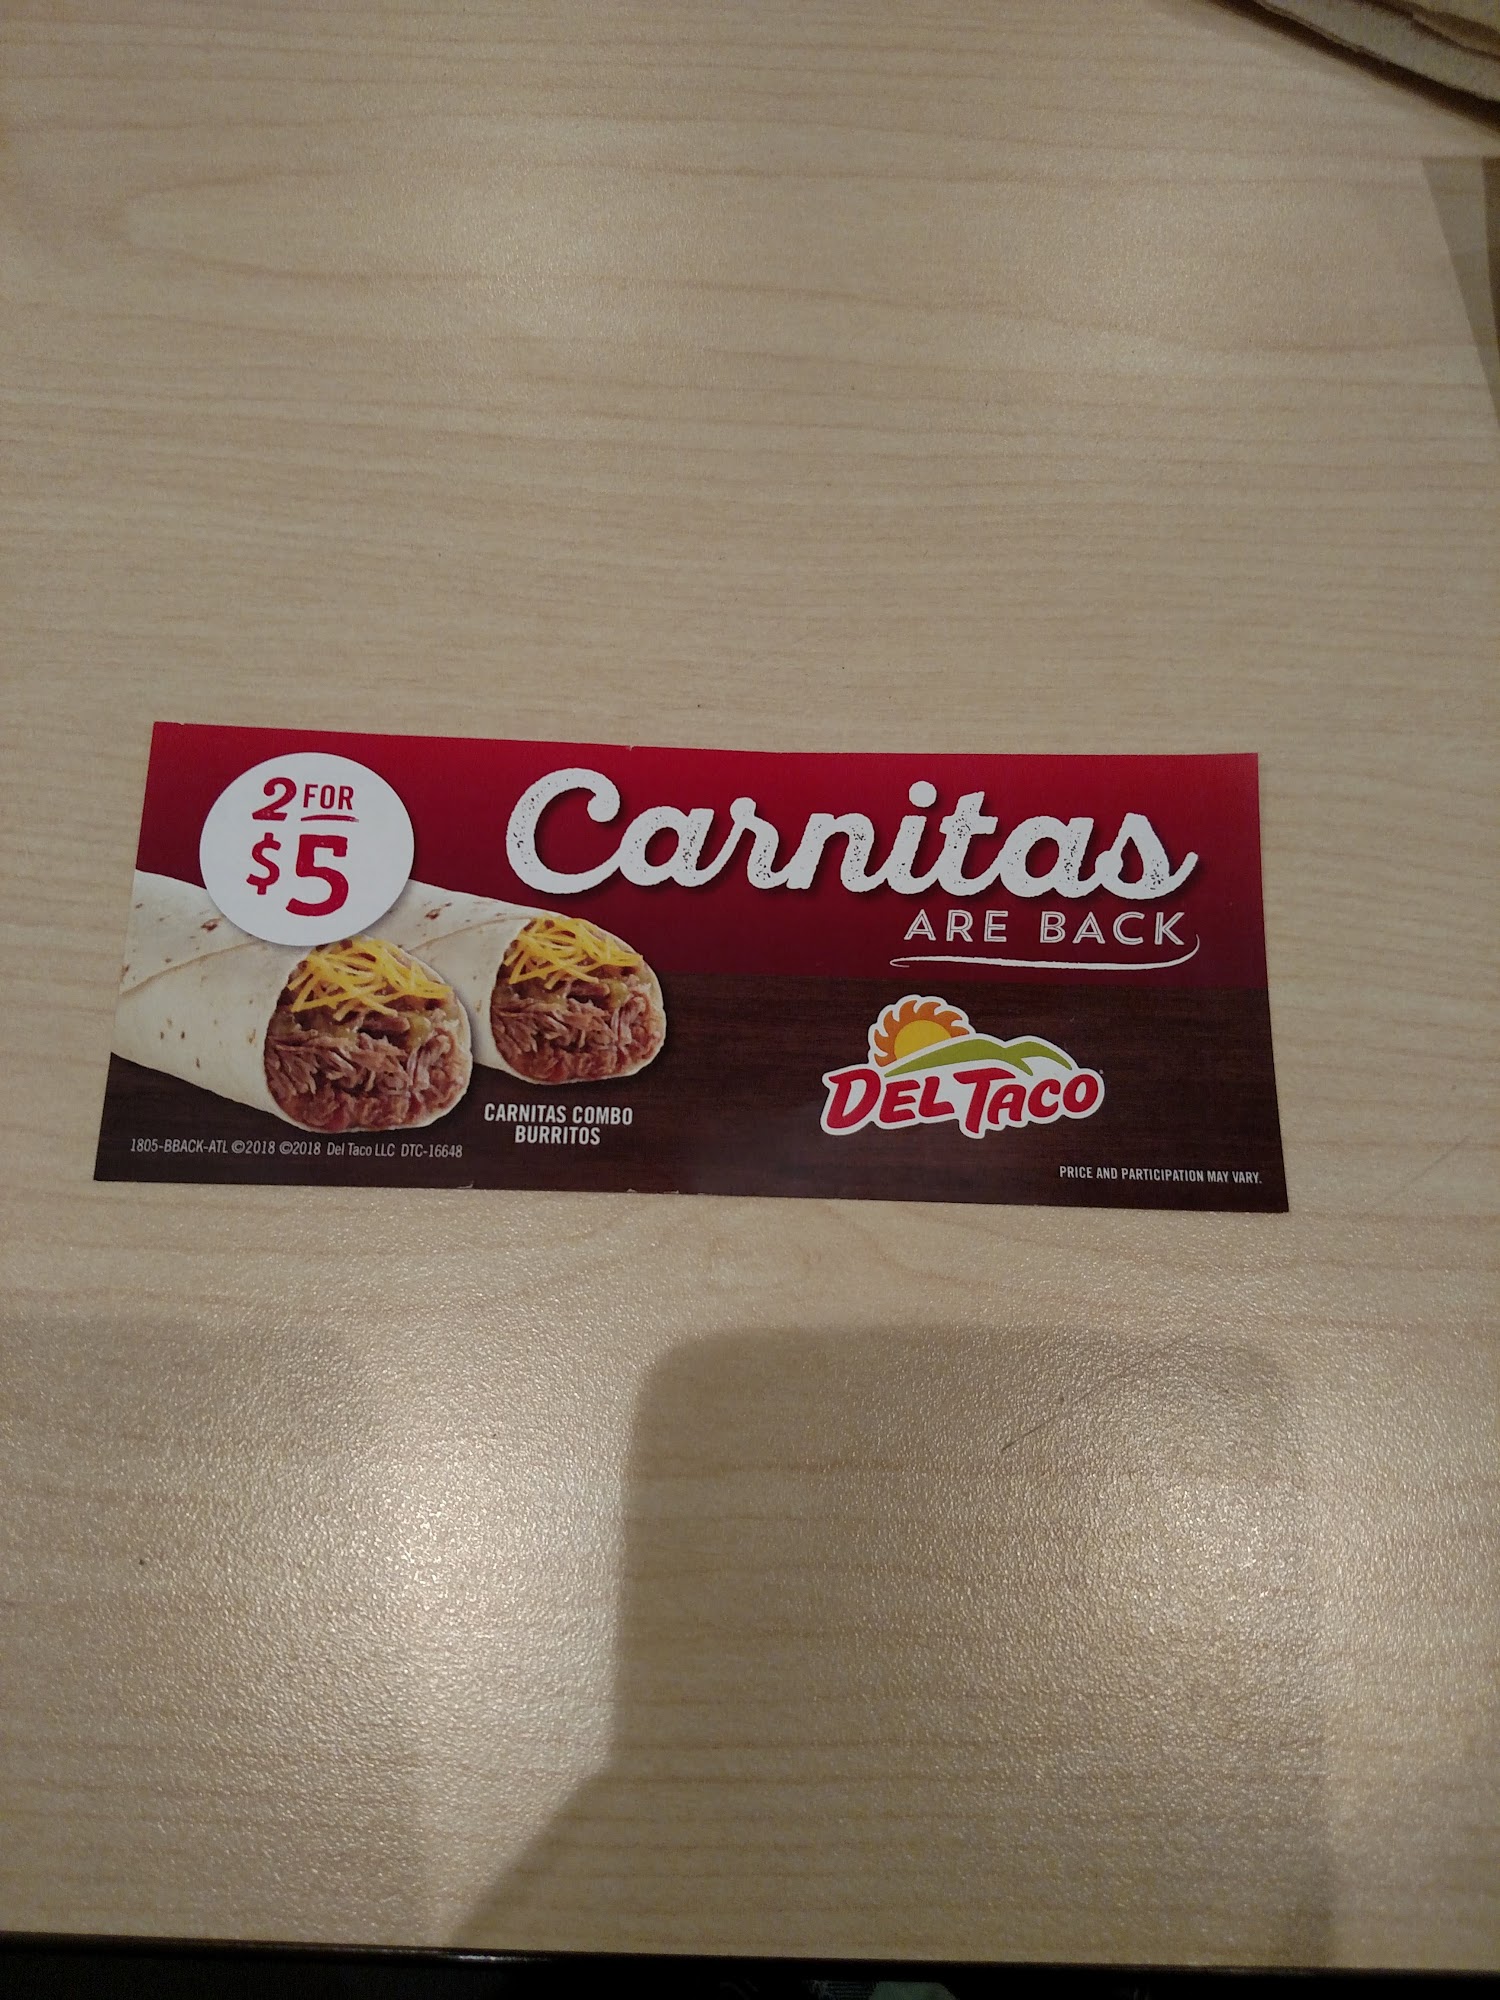 2 FOR
$5
Carnitas
ARE BACK
DEL TACO
CARNITAS COMBO
BURRITOS
1805-BBACK-ATL ©2018 ©2018 Del Taco LLC DTC-16648
PRICE AND PARTICIPATION MAY VARY.